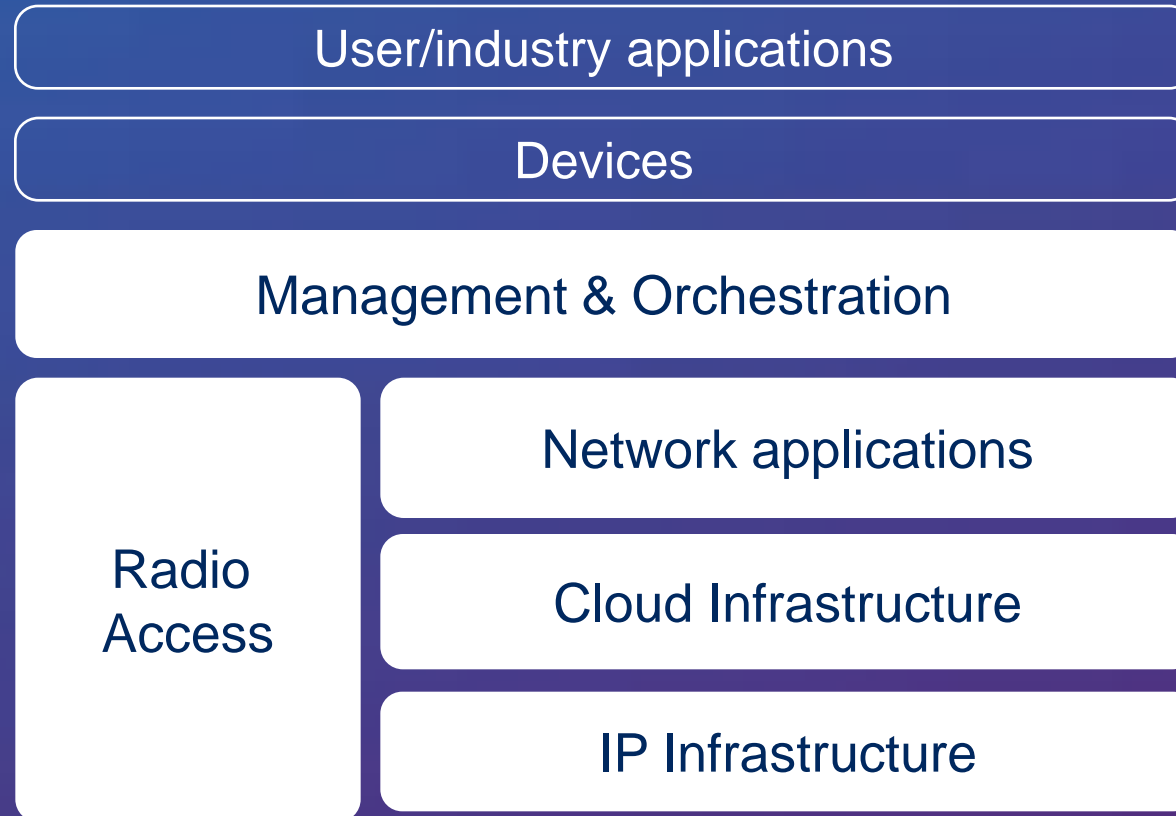 User/industry applications
Devices
Management & Orchestration
Radio
Access
Network applications
Cloud Infrastructure
IP Infrastructure